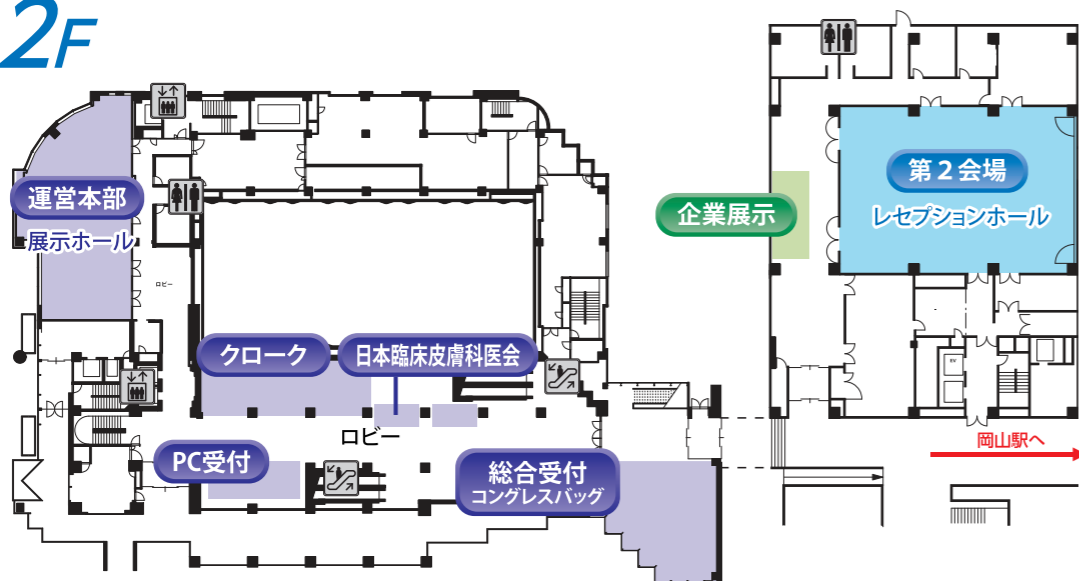 2F
運営本部
展示ホール
ロビー
クローク
日本臨床皮膚科医会
ロビー
PC受付
総合受付
コングレスバッグ
企業展示
第2会場
レセプションホール
岡山駅へ